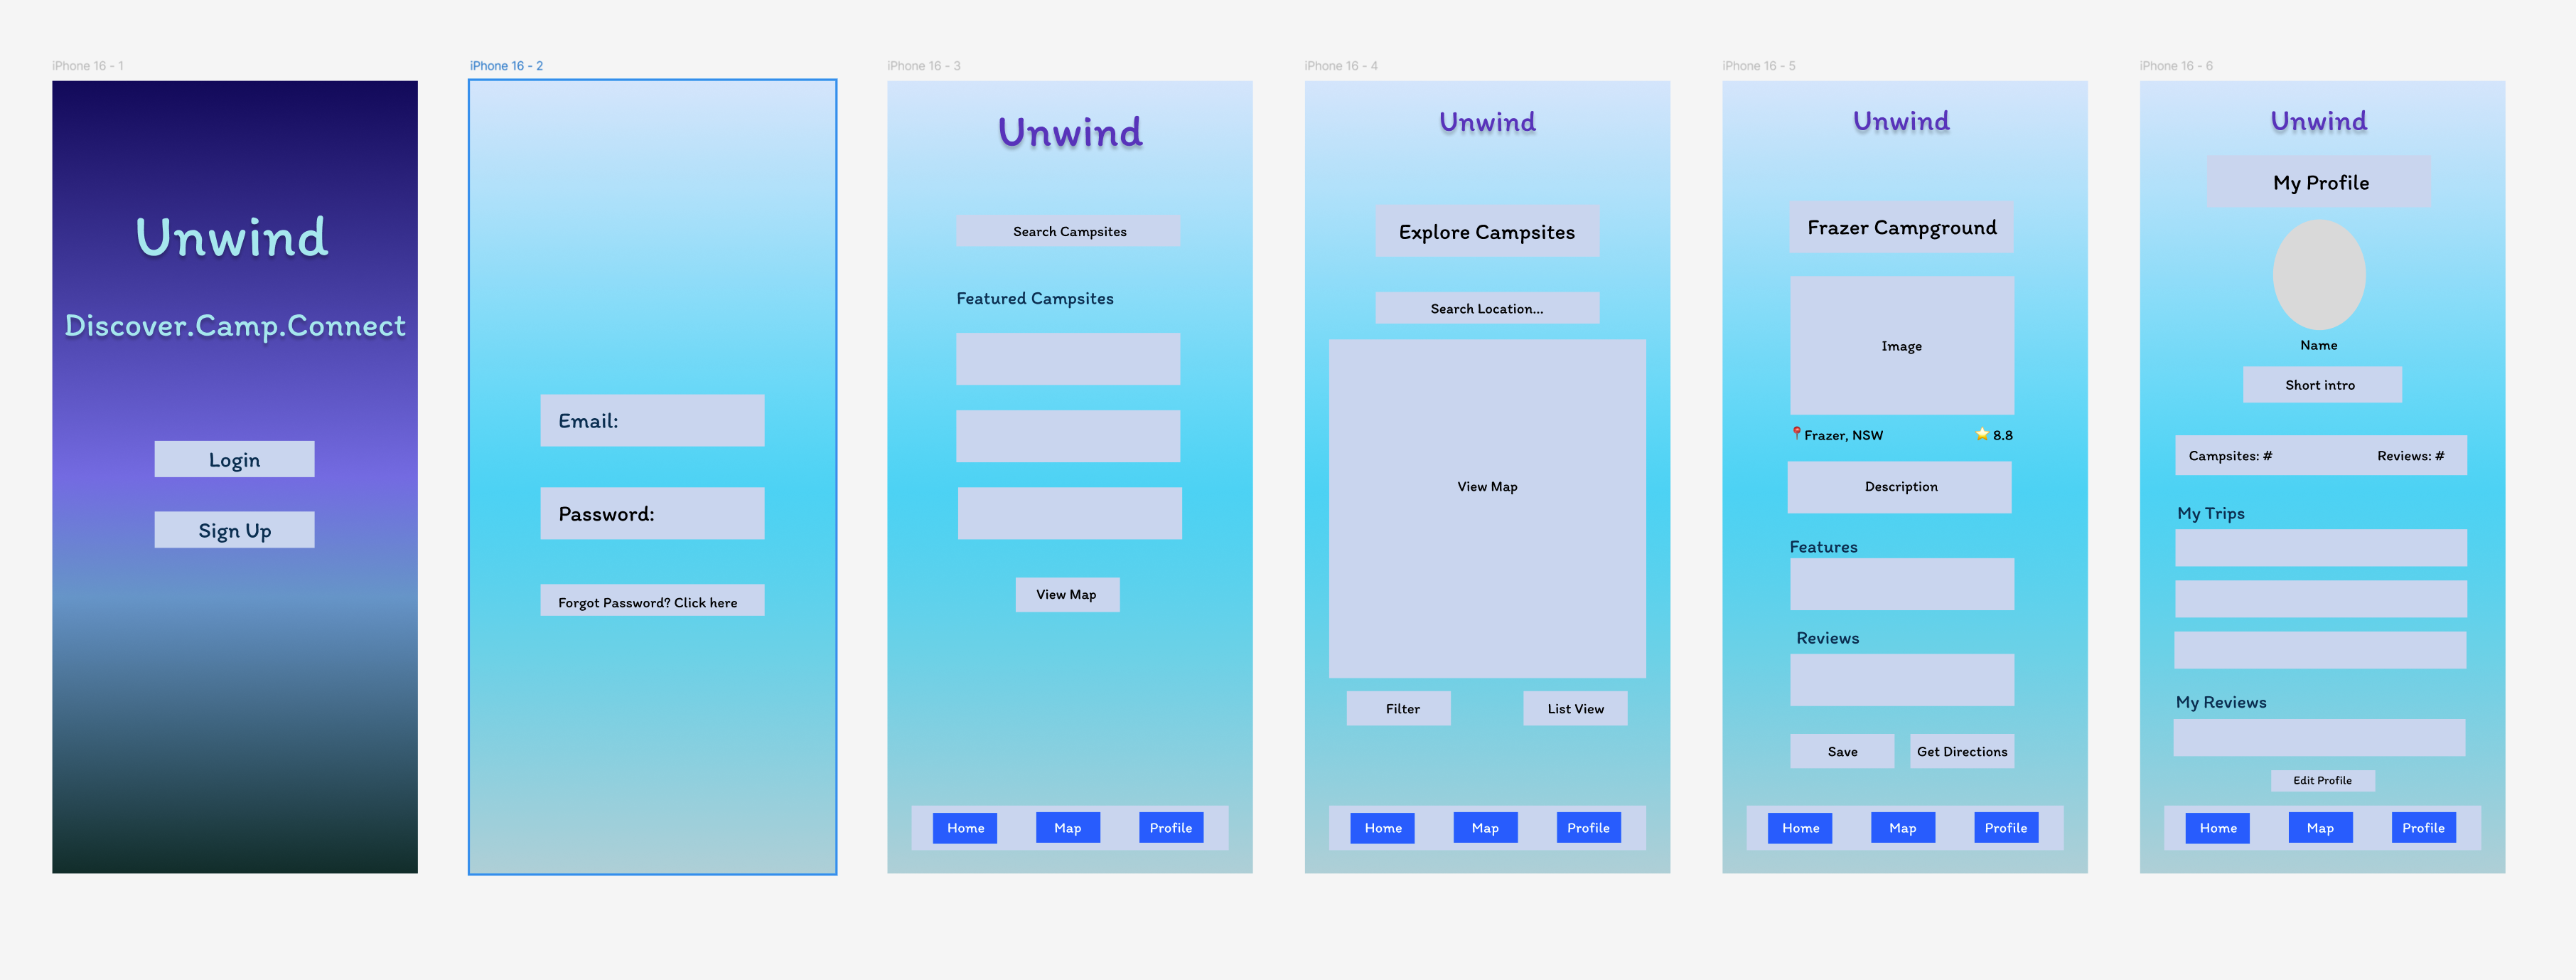 iPhone 16 - 1
Unwind
Discover.Camp.Connect
Login
Sign Up
iPhone 16 - 2
Email:
Password:
Forgot Password? Click here
iPhone 16 - 3
Unwind
Search Campsites
Featured Campsites
View Map
Home Map Profile
iPhone 16 - 4
Unwind
Explore Campsites
Search Location...
View Map
Filter List View
Home Map Profile
iPhone 16 - 5
Unwind
Frazer Campground
Image
Frazer, NSW 8.8
Description
Features
Reviews
Save Get Directions
Home Map Profile
iPhone 16 - 6
Unwind
My Profile
Name
Short intro
Campsites: # Reviews: #
My Trips
My Reviews
Edit Profile
Home Map Profile